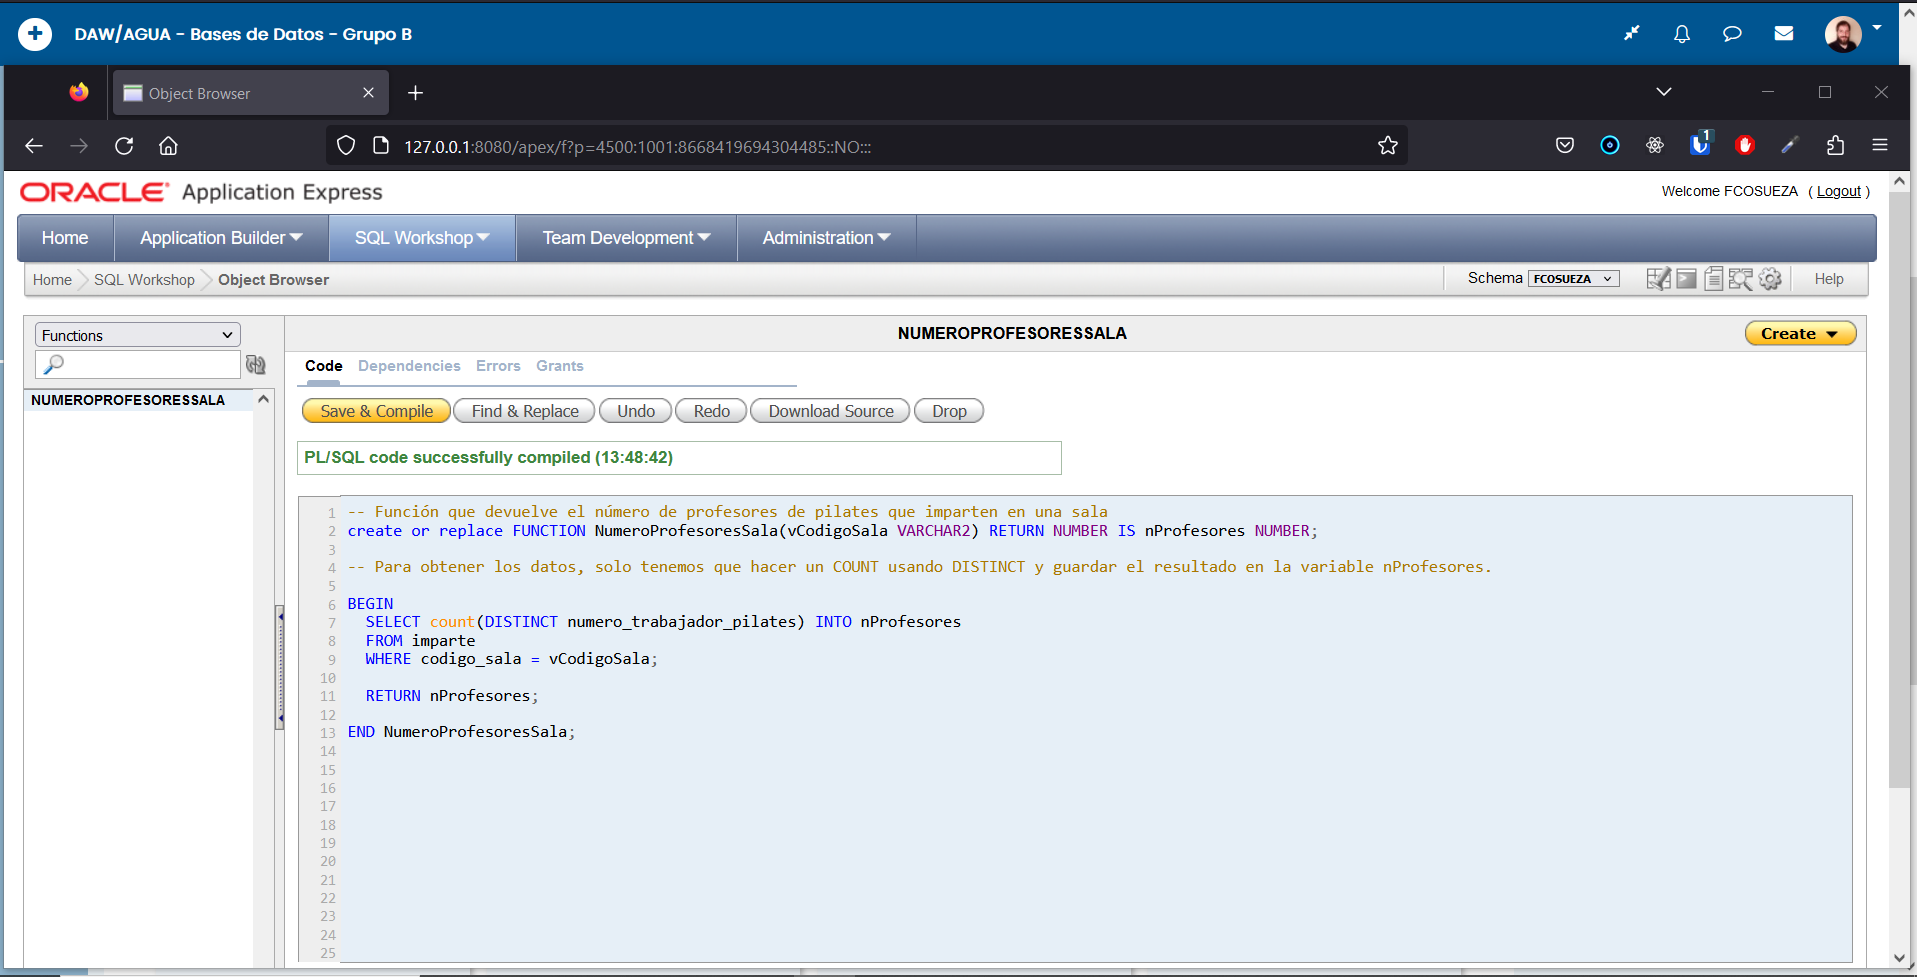 DAW/AGUA - Bases de Datos - Grupo B
Object Browser
127.0.0.1:8080/apex/f?p=4500:1001:8668419694304485::NO:::
1
ORACLE Application Express
Welcome FCOSUEZA ( Logout )
Home Application Builder SQL Workshop Team Development Administration
Home SQL Workshop Object Browser
Schema FCOSUEZA Help
Functions
NUMEROPROFESORESSALA
NUMEROPROFESORESSALA
Create
Code Dependencies Errors Grants
Save & Compile Find & Replace Undo Redo Download Source Drop
PL/SQL code successfully compiled (13:48:42)
1 -- Función que devuelve el número de profesores de pilates que imparten en una sala
2 create or replace FUNCTION NumeroProfesoresSala(vCodigoSala VARCHAR2) RETURN NUMBER IS nProfesores NUMBER;
3
4 -- Para obtener los datos, solo tenemos que hacer un COUNT usando DISTINCT y guardar el resultado en la variable nProfesores.
5
6 BEGIN
7 SELECT count(DISTINCT numero_trabajador_pilates) INTO nProfesores
8 FROM imparte
9 WHERE codigo_sala = vCodigoSala;
10
11 RETURN nProfesores;
12
13 END NumeroProfesoresSala;
14
15
16
17
18
19
20
21
22
23
24
25